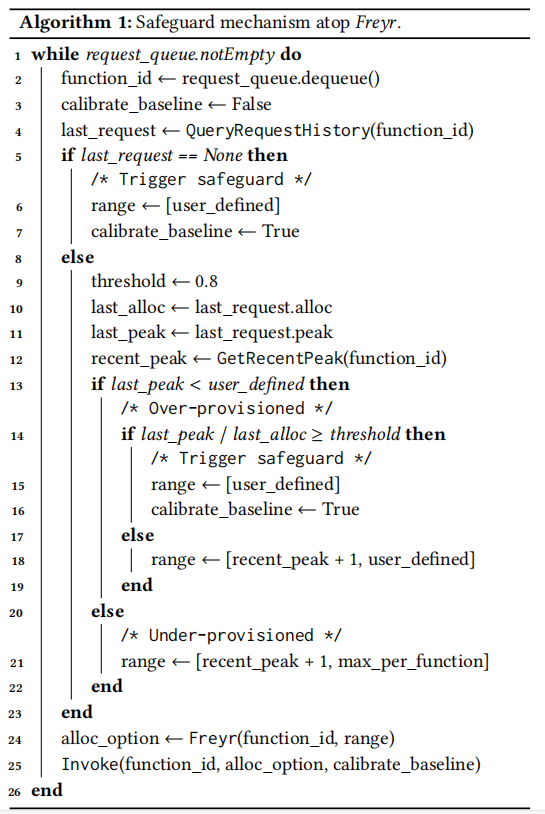 Algorithm 1: Safeguard mechanism atop Freyr.
1 while request_queue.notEmpty do
2 function_id ← request_queue.dequeue()
3 calibrate_baseline ← False
4 last_request ← QueryRequestHistory(function_id)
5 if last_request == None then
/* Trigger safeguard */
6 range ← [user_defined]
7 calibrate_baseline ← True
8 else
9 threshold ← 0.8
10 last_alloc ← last_request.alloc
11 last_peak ← last_request.peak
12 recent_peak ← GetRecentPeak(function_id)
13 if last_peak < user_defined then
/* Over-provisioned */
14 if last_peak / last_alloc ≥ threshold then
/* Trigger safeguard */
15 range ← [user_defined]
16 calibrate_baseline ← True
17 else
18 range ← [recent_peak + 1, user_defined]
19 end
20 else
/* Under-provisioned */
21 range ← [recent_peak + 1, max_per_function]
22 end
23 end
24 alloc_option ← Freyr(function_id, range)
25 Invoke(function_id, alloc_option, calibrate_baseline)
26 end